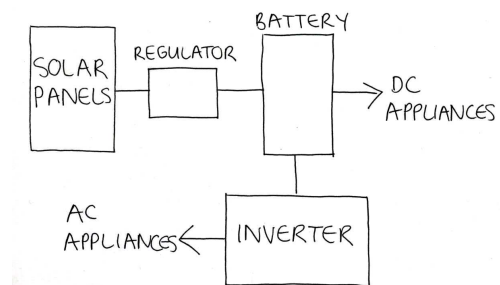 BATTERY
REGULATOR
SOLAR
PANELS
DC
APPLIANCES
AC
APPLIANCES
INVERTER